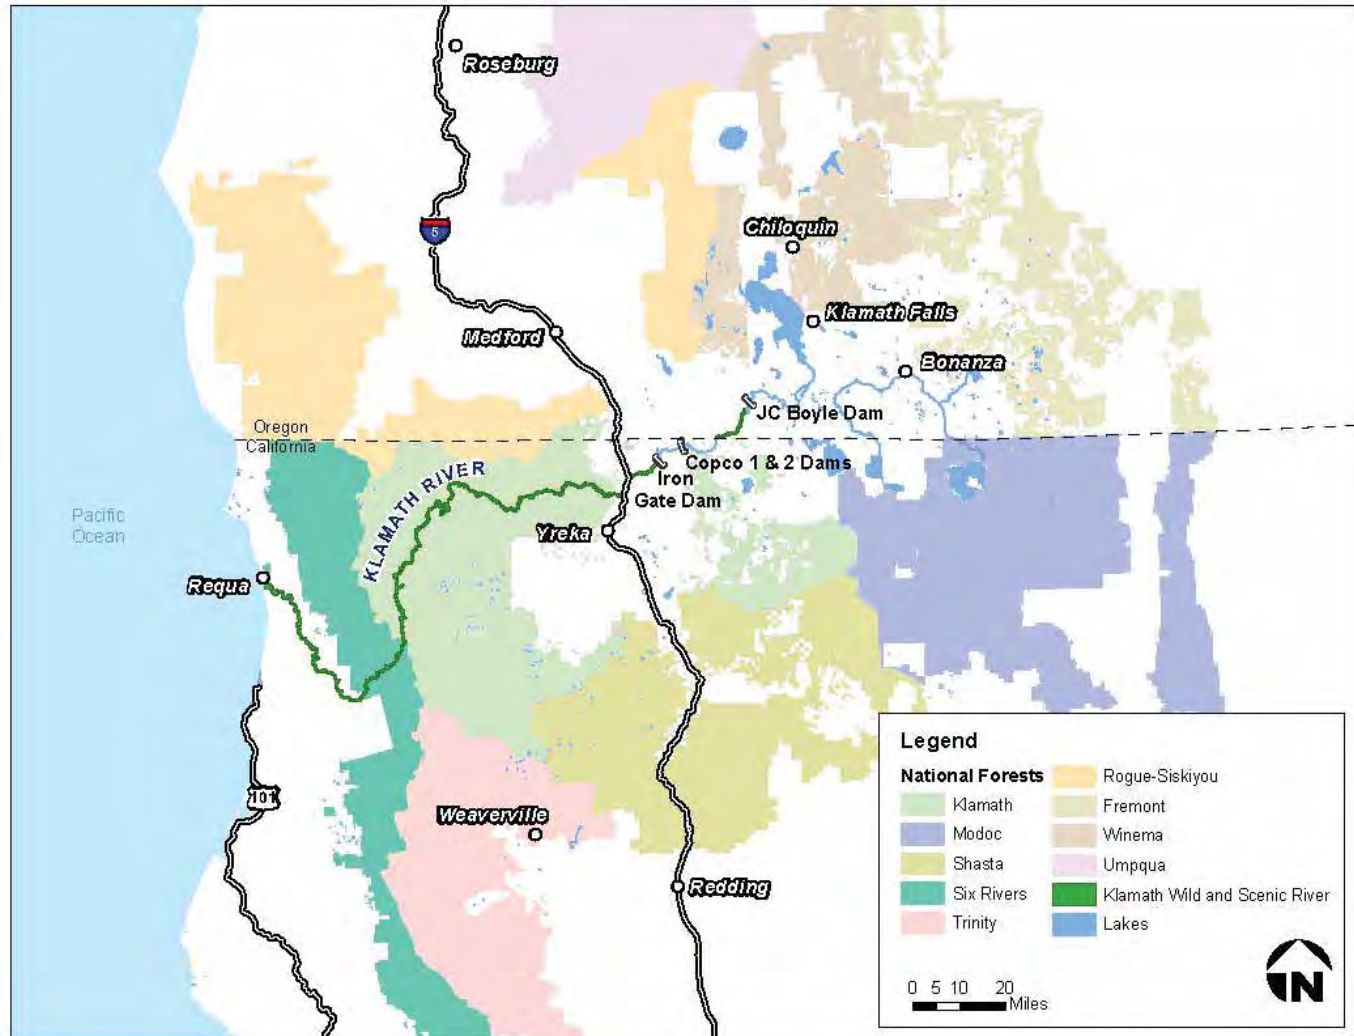 Roseburg
5
Chiloquin
Klamath Falls
Medford
Bonanza
JC Boyle Dam
Oregon
California
Copco 1 & 2 Dams
Iron
Gate Dam
KLAMATH RIVER
Pacific
Ocean
Yreka
Requa
101
Weaverville
Redding
Legend
National Forests
Klamath
Modoc
Shasta
Six Rivers
Trinity
Rogue-Siskiyou
Fremont
Winema
Umpqua
Klamath Wild and Scenic River
Lakes
0 5 10 20
Miles
N